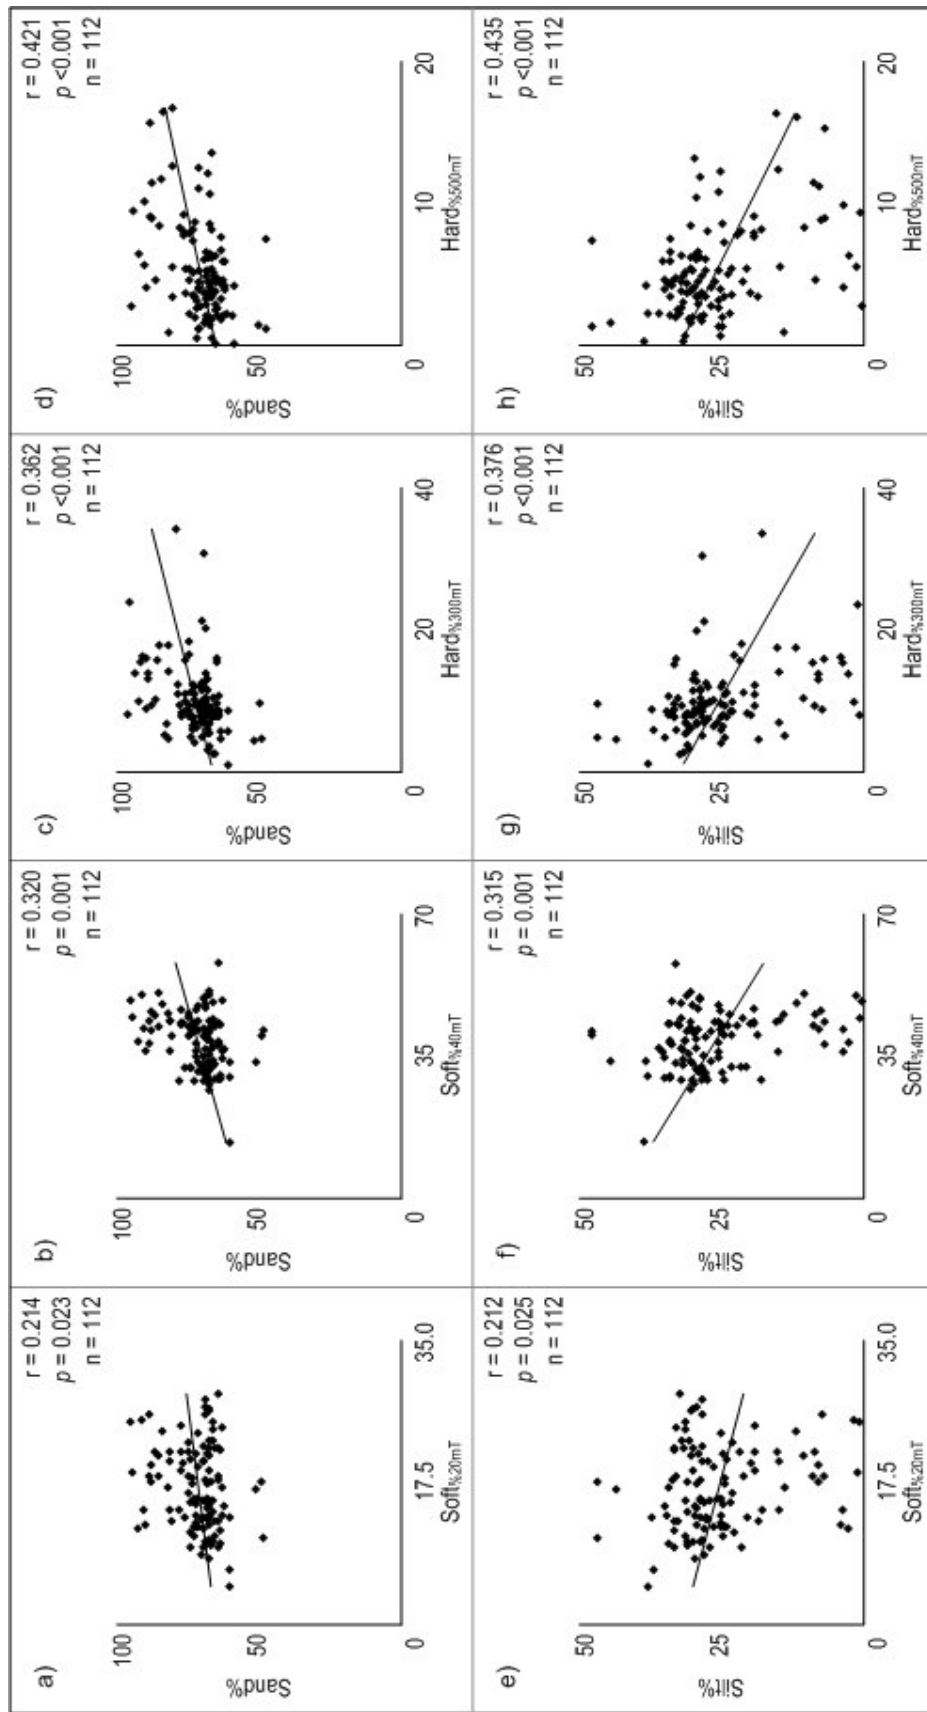 a)
r = 0.214
p = 0.023
n = 112
100
50
0
Sand%
17.5
35.0
Soft%20mT
b)
r = 0.320
p = 0.001
n = 112
100
50
0
Sand%
35
70
Soft%40mT
c)
r = 0.362
p <0.001
n = 112
100
50
0
Sand%
20
40
Hard%300mT
d)
r = 0.421
p <0.001
n = 112
100
50
0
Sand%
10
20
Hard%500mT
e)
r = 0.212
p = 0.025
n = 112
50
25
0
Silt%
17.5
35.0
Soft%20mT
f)
r = 0.315
p = 0.001
n = 112
50
25
0
Silt%
35
70
Soft%40mT
g)
r = 0.376
p <0.001
n = 112
50
25
0
Silt%
20
40
Hard%300mT
h)
r = 0.435
p <0.001
n = 112
50
25
0
Silt%
10
20
Hard%500mT